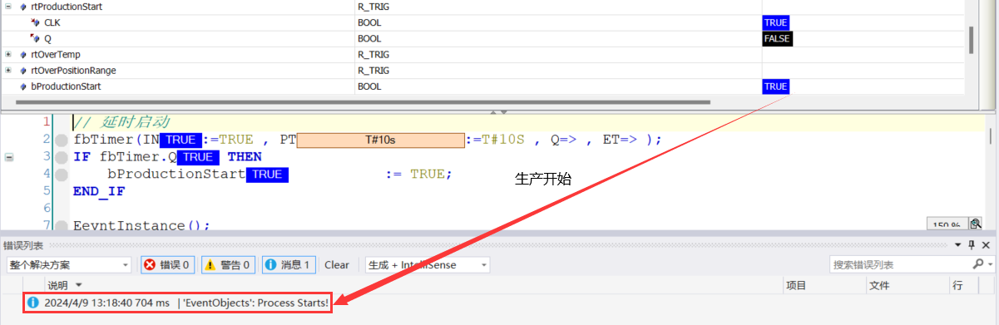 rtProductionStart R_TRIG
CLK BOOL TRUE
Q BOOL FALSE
rtOverTemp R_TRIG
rtOverPositionRange R_TRIG
bProductionStart BOOL TRUE
1 // 延时启动
2 fbTimer(IN TRUE :=TRUE , PT T#10s :=T#10S , Q=> , ET=> );
3 IF fbTimer.Q TRUE THEN
4 bProductionStart TRUE := TRUE;
5 END_IF
6
7 EevntInstance();
生产开始
150 %
错误列表
整个解决方案 错误 0 警告 0 消息 1 Clear 生成 + IntelliSense 搜索错误列表
说明 项目 文件 行
2024/4/9 13:18:40 704 ms | 'EventObjects': Process Starts!